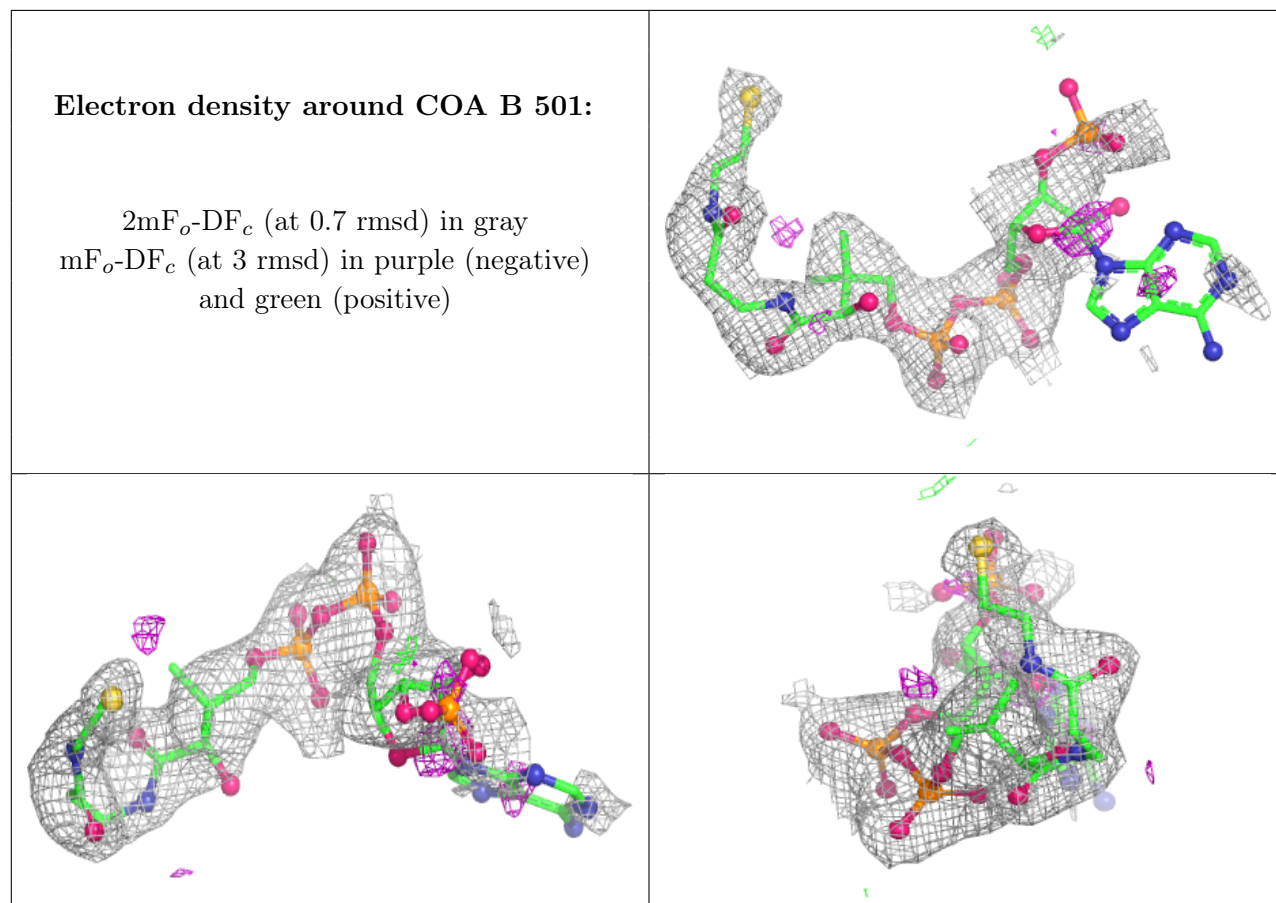 Electron density around COA B 501:
2mFo-DFc (at 0.7 rmsd) in gray
mFo-DFc (at 3 rmsd) in purple (negative)
and green (positive)